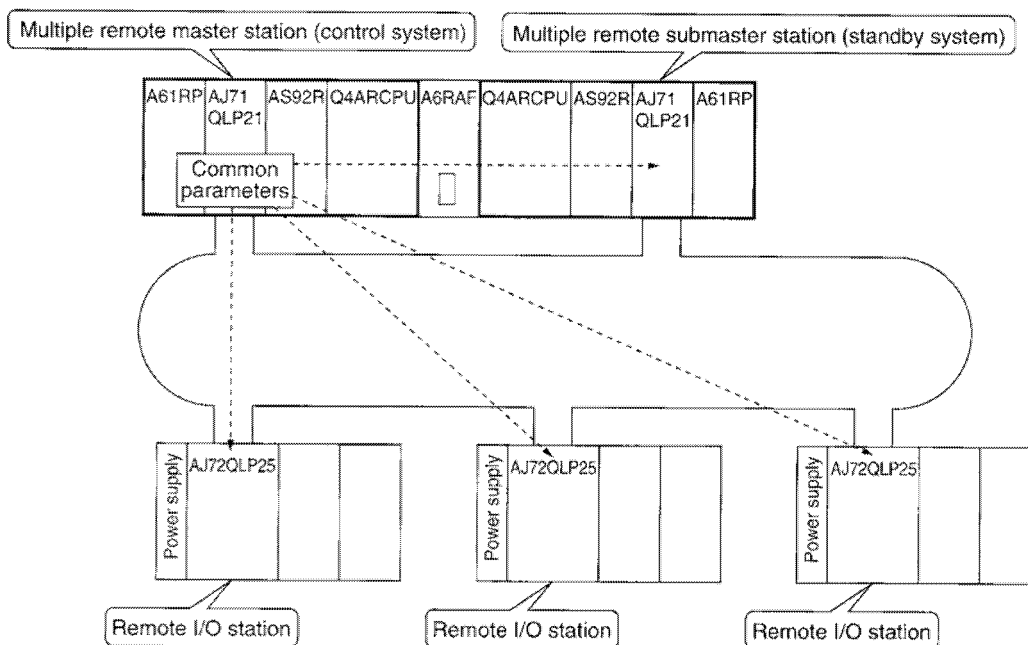 Multiple remote master station (control system)
Multiple remote submaster station (standby system)
A61RP
AJ71
QLP21
AS92R
Q4ARCPU
A6RAF
Q4ARCPU
AS92R
AJ71
QLP21
A61RP
Common
parameters
Power supply
AJ72QLP25
Power supply
AJ72QLP25
Power supply
AJ72QLP25
Remote I/O station
Remote I/O station
Remote I/O station